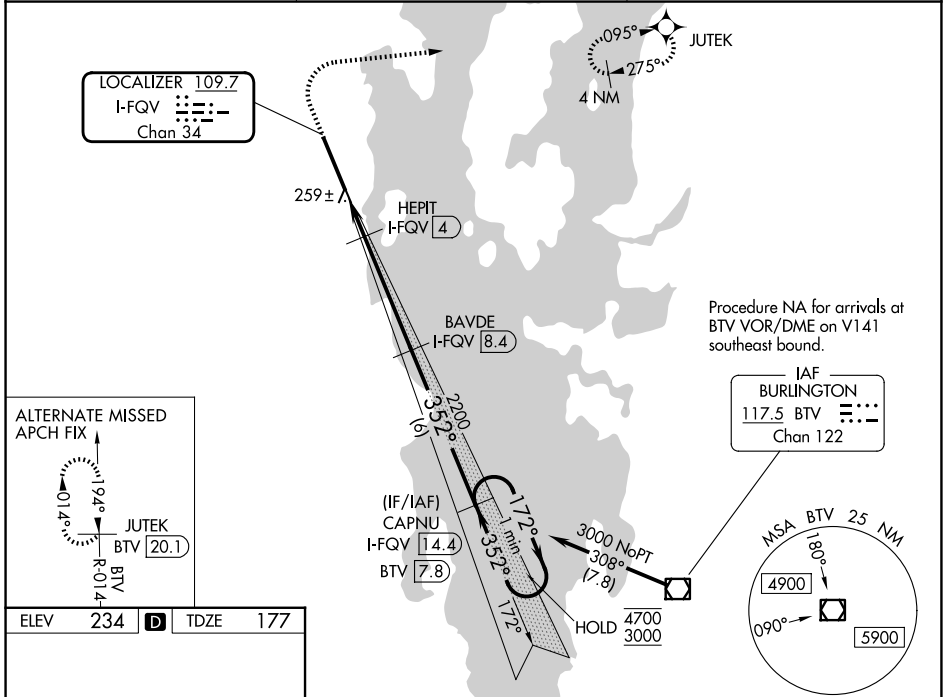 095°
JUTEK
275°
4 NM
LOCALIZER 109.7
I-FQV
Chan 34
259±
HEPIT
I-FQV 4
BAVDE
I-FQV 8.4
Procedure NA for arrivals at
BTV VOR/DME on V141
southeast bound.
IAF
BURLINGTON
117.5 BTV
Chan 122
2200
352°
(6)
ALTERNATE MISSED
APCH FIX
014°
194°
JUTEK
BTV 20.1
R-014
BTV
(IF/IAF)
CAPNU
I-FQV 14.4
BTV 7.8
172°
1 min
352°
172°
3000 NoPT
308°
(7.8)
HOLD 4700
3000
MSA BTV 25 NM
180°
4900
090°
5900
ELEV 234 D TDZE 177